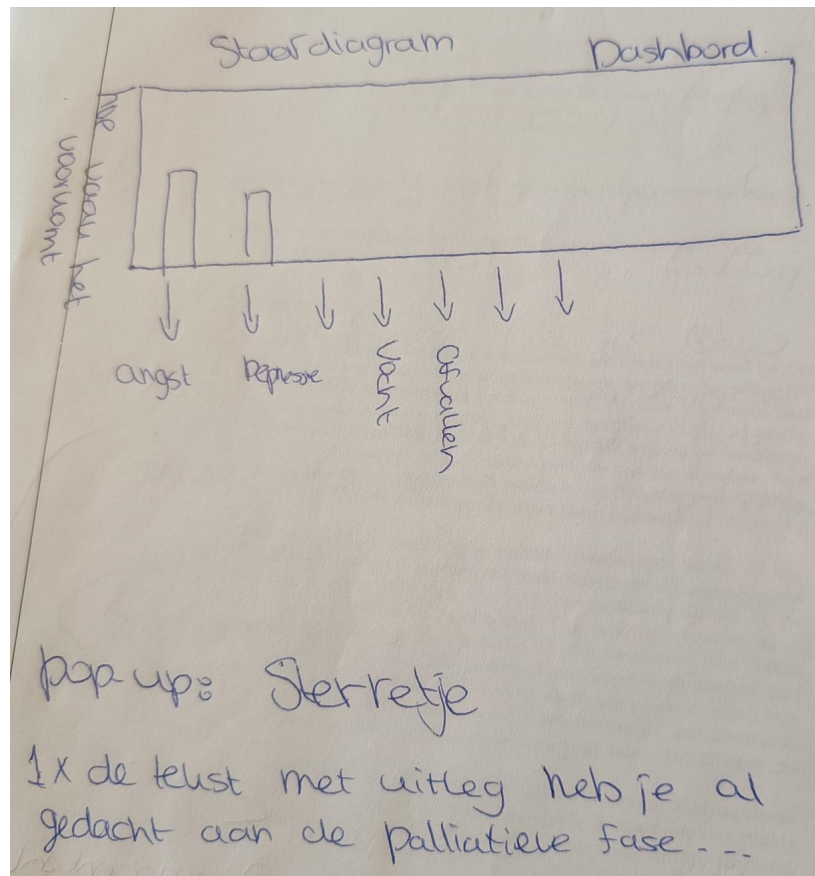 Staafdiagram Dashbord.
hoe vaak het
voorkomt
angst Depressie Vocht afvallen
pop-up: Sterretje
1x de tekst met uitleg heb je al
gedacht aan de palliatieve fase ---